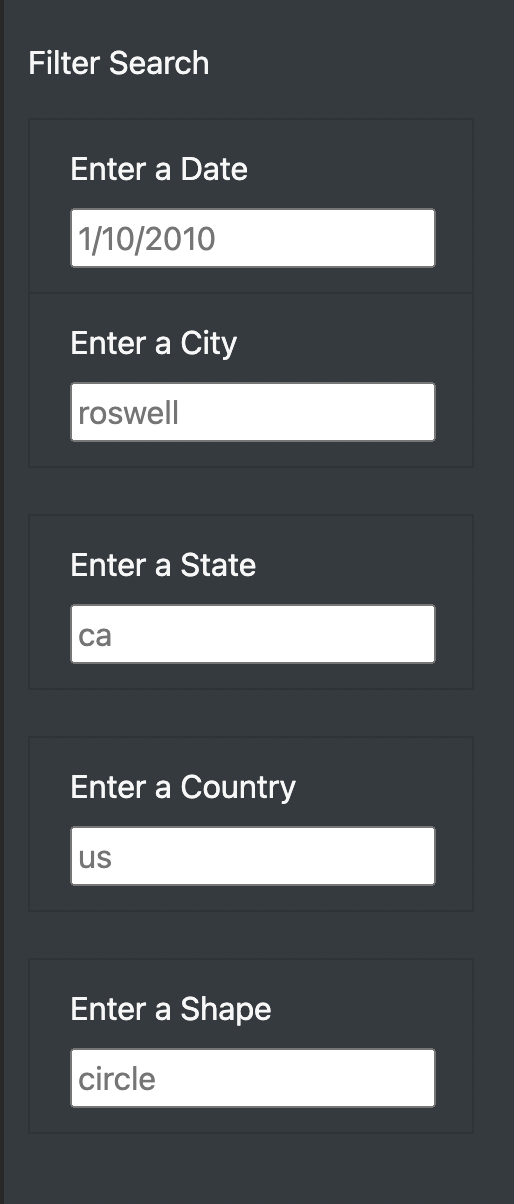 Filter Search
Enter a Date
1/10/2010
Enter a City
roswell
Enter a State
ca
Enter a Country
us
Enter a Shape
circle